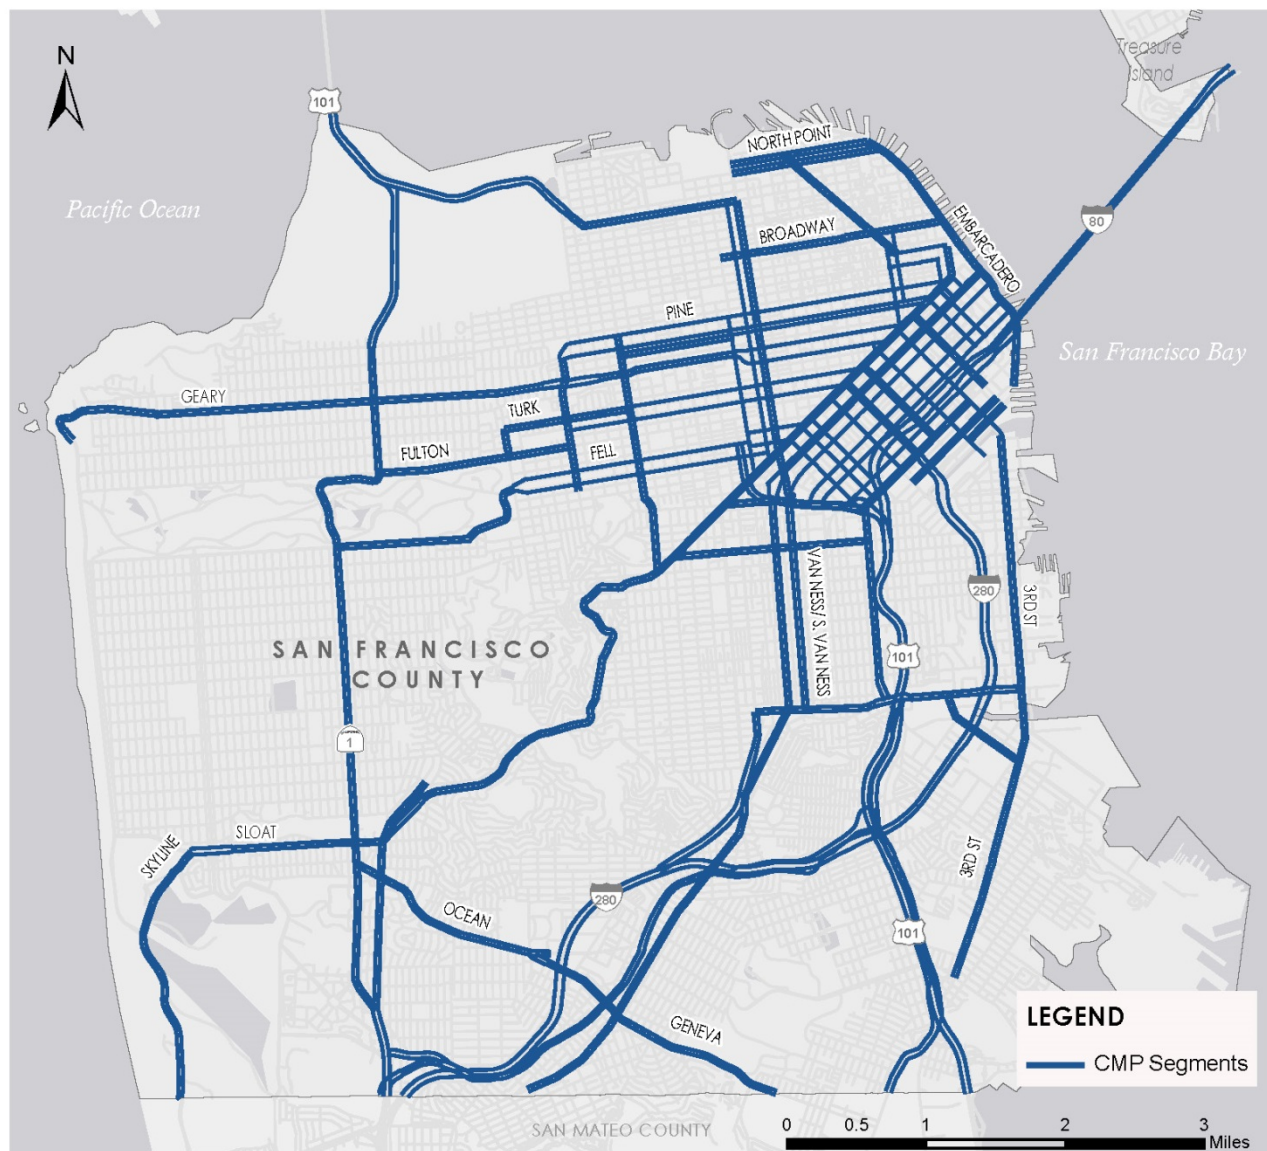 Treasure
Island
N
101
NORTH POINT
Pacific Ocean
EMBARCADERO
80
BROADWAY
PINE
San Francisco Bay
GEARY
TURK
FULTON
FELL
280
3RD ST
VAN NESS/ S. VAN NESS
SAN FRANCISCO
COUNTY
101
1
SKYLINE
SLOAT
3RD ST
280
OCEAN
101
GENEVA
LEGEND
CMP Segments
SAN MATEO COUNTY
0 0.5 1 2 3
Miles